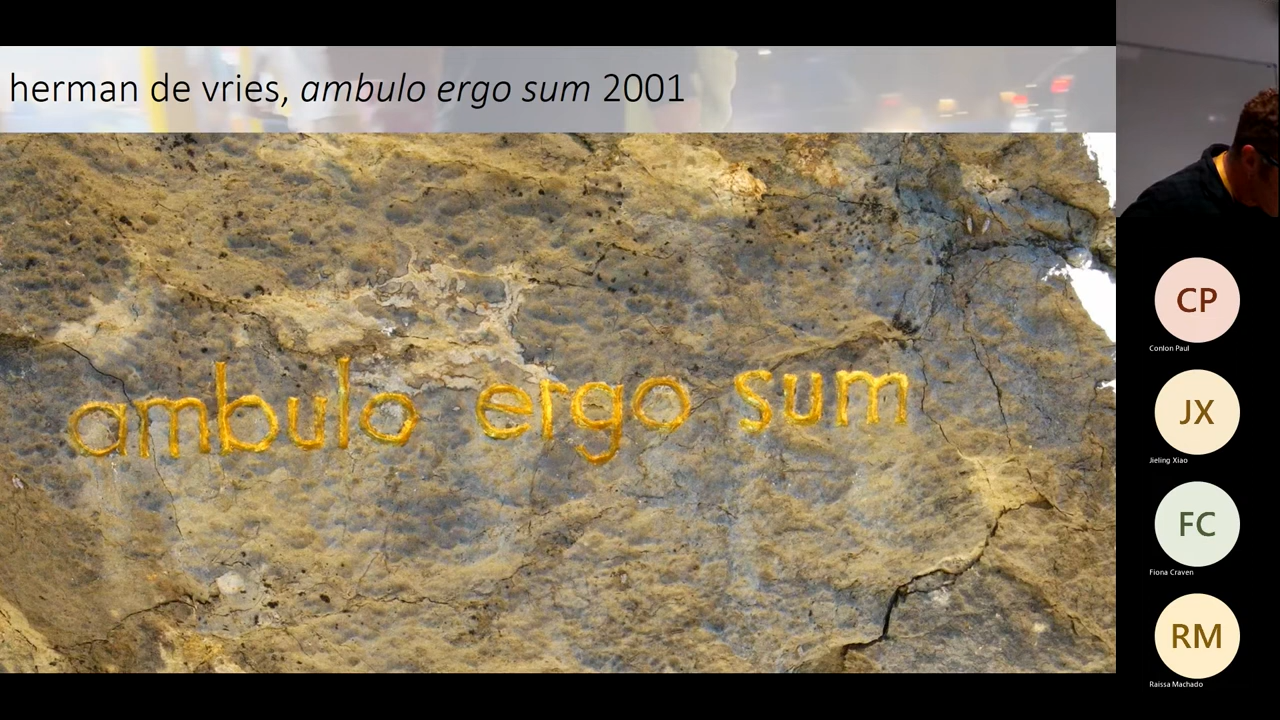 herman de vries, ambulo ergo sum 2001
ambulo ergo sum
CP
Conlon Paul
JX
Jieling Xiao
FC
Fiona Craven
RM
Raissa Machado